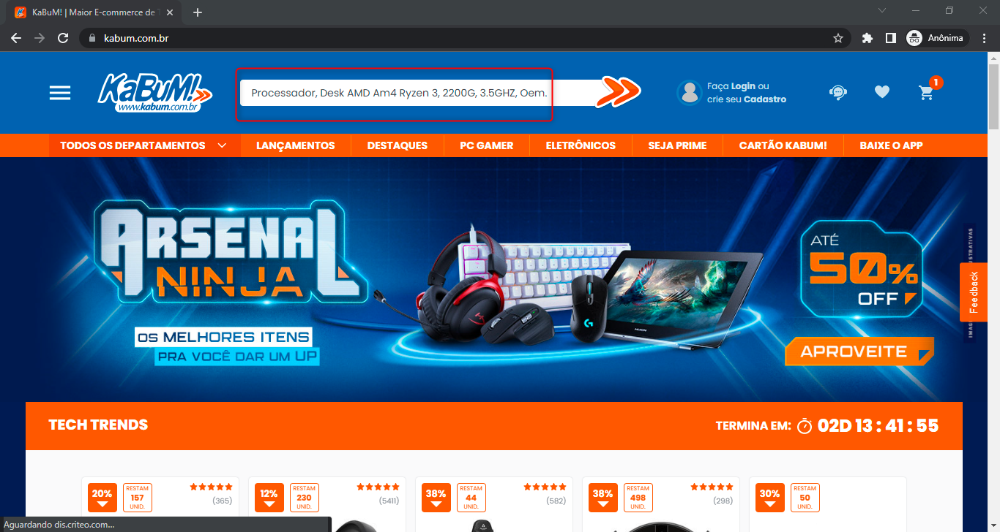 KaBuM! | Maior E-commerce de
kabum.com.br
Anônima
KaBuM!
www.kabum.com.br
Processador, Desk AMD Am4 Ryzen 3, 2200G, 3.5GHZ, Oem.
Faça Login ou
crie seu Cadastro
1
TODOS OS DEPARTAMENTOS
LANÇAMENTOS
DESTAQUES
PC GAMER
ELETRÔNICOS
SEJA PRIME
CARTÃO KABUM!
BAIXE O APP
ARSENAL
NINJA
OS MELHORES ITENS
PRA VOCÊ DAR UM UP
ATÉ
50%
OFF
APROVEITE
Feedback
TECH TRENDS
TERMINA EM: 02D 13 : 41 : 55
20%
RESTAM
157
UNID.
(365)
12%
RESTAM
230
UNID.
(5411)
38%
RESTAM
44
UNID.
(582)
38%
RESTAM
498
UNID.
(298)
30%
RESTAM
50
UNID.
Aguardando dis.criteo.com...